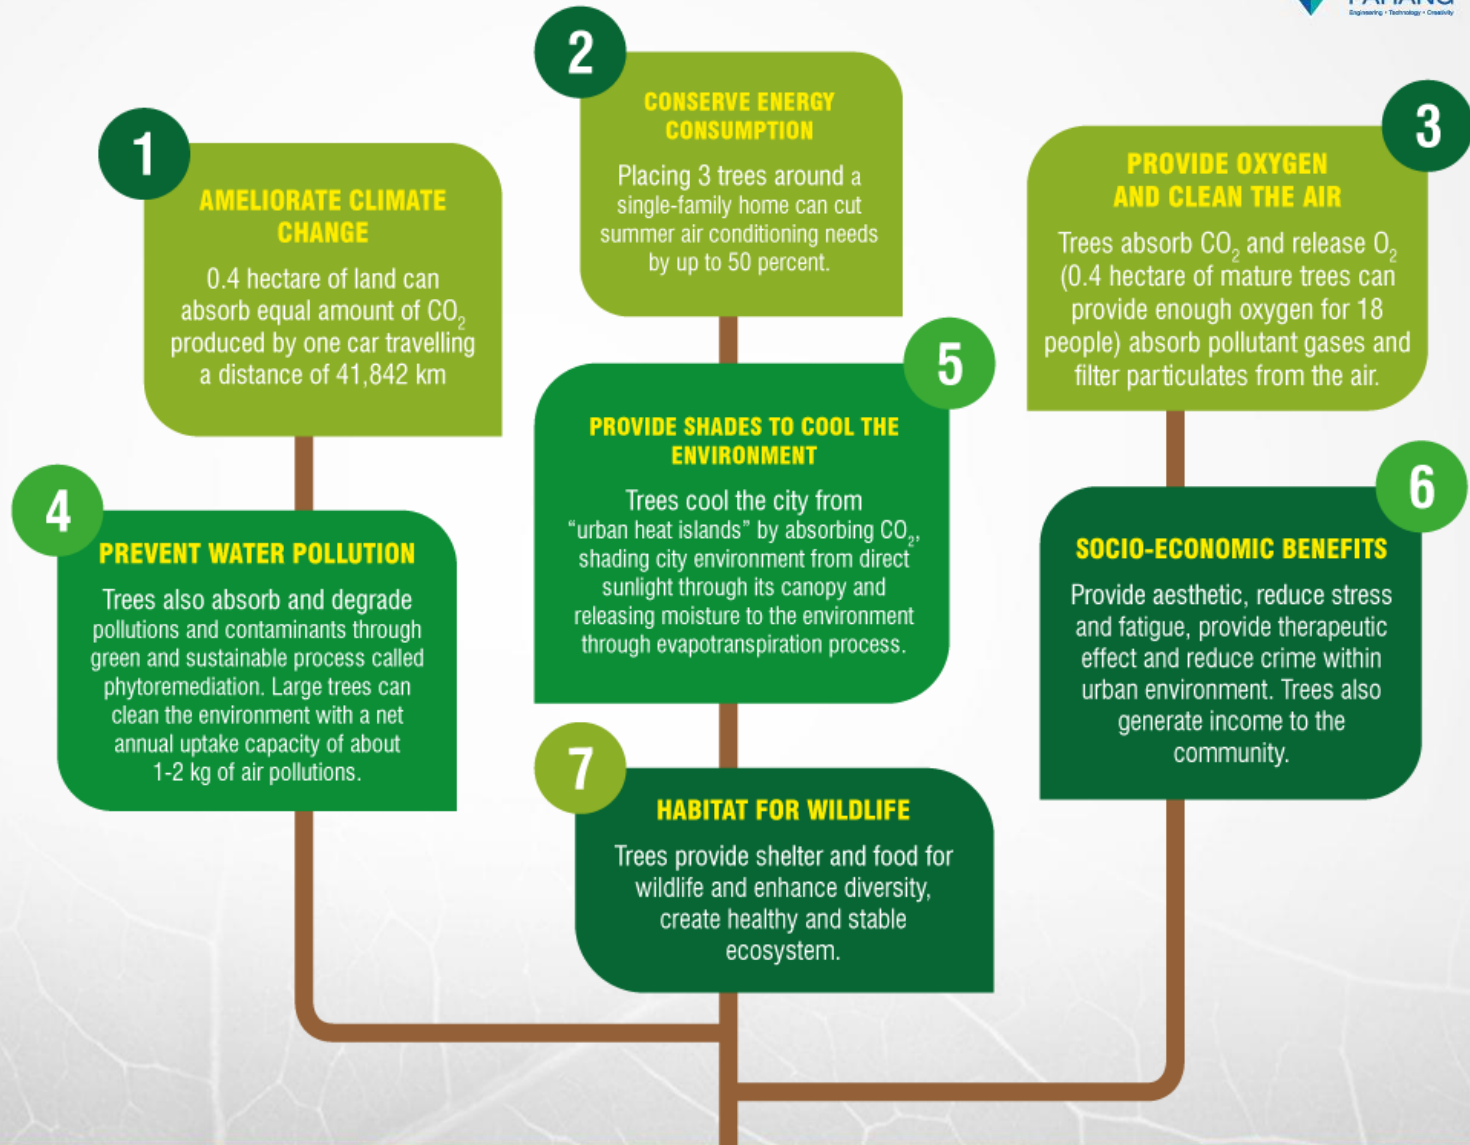 PAHANG
Engineering • Technology • Creativity
1
AMELIORATE CLIMATE
CHANGE
0.4 hectare of land can
absorb equal amount of CO₂
produced by one car travelling
a distance of 41,842 km
2
CONSERVE ENERGY
CONSUMPTION
Placing 3 trees around a
single-family home can cut
summer air conditioning needs
by up to 50 percent.
3
PROVIDE OXYGEN
AND CLEAN THE AIR
Trees absorb CO₂ and release O₂
(0.4 hectare of mature trees can
provide enough oxygen for 18
people) absorb pollutant gases and
filter particulates from the air.
4
PREVENT WATER POLLUTION
Trees also absorb and degrade
pollutions and contaminants through
green and sustainable process called
phytoremediation. Large trees can
clean the environment with a net
annual uptake capacity of about
1-2 kg of air pollutions.
5
PROVIDE SHADES TO COOL THE
ENVIRONMENT
Trees cool the city from
“urban heat islands” by absorbing CO₂,
shading city environment from direct
sunlight through its canopy and
releasing moisture to the environment
through evapotranspiration process.
6
SOCIO-ECONOMIC BENEFITS
Provide aesthetic, reduce stress
and fatigue, provide therapeutic
effect and reduce crime within
urban environment. Trees also
generate income to the
community.
7
HABITAT FOR WILDLIFE
Trees provide shelter and food for
wildlife and enhance diversity,
create healthy and stable
ecosystem.